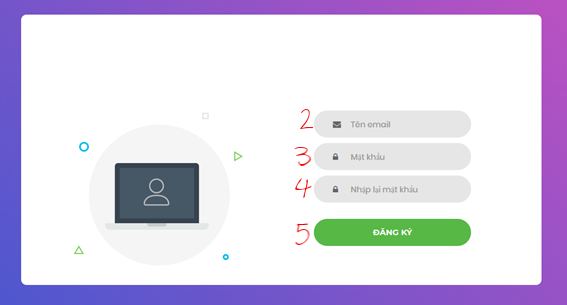 2 Tên email
3 Mật khẩu
4 Nhập lại mật khẩu
5 ĐĂNG KÝ